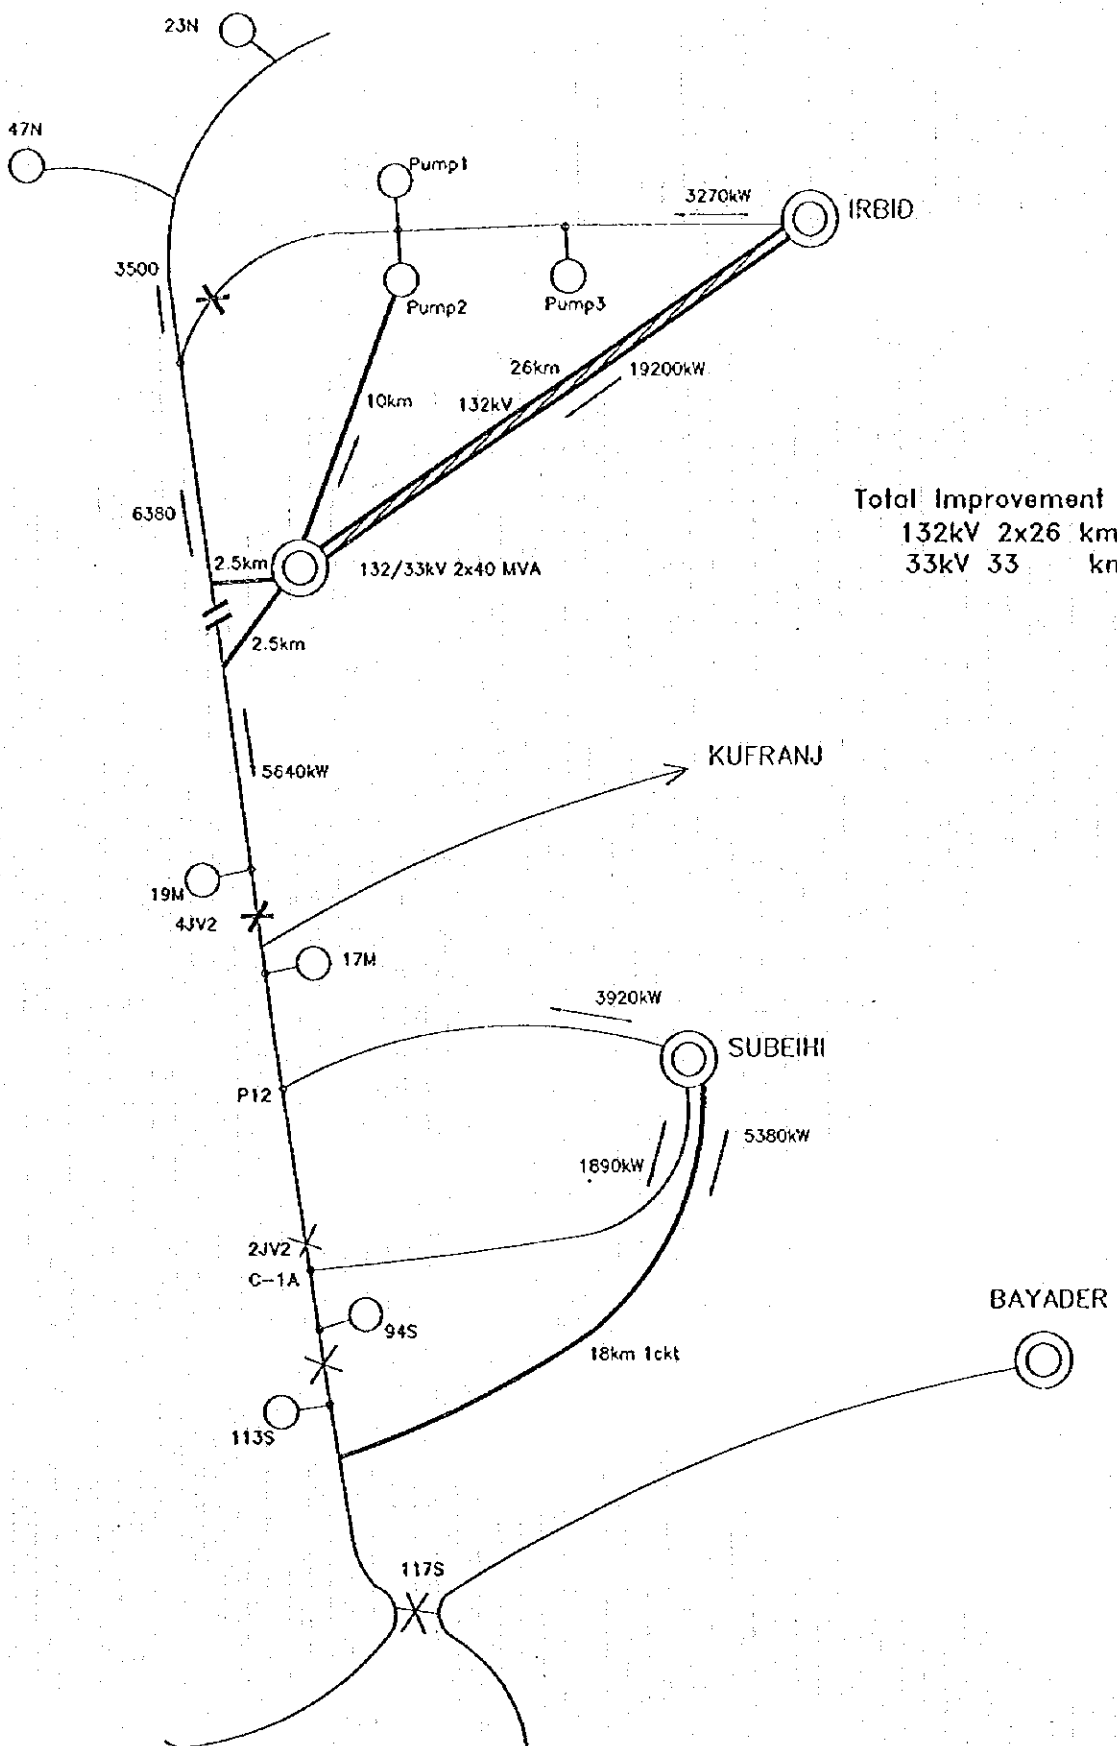 23N
47N
Pump1
3270kW
IRBID
3500
Pump2
Pump3
26km
19200kW
10km
132kV
Total Improvement
132kV 2x26 km
33kV 33
6380
2.5km
132/33kV 2x40 MVA
2.5km
KUFRANJ
5640kW
19M
4JV2
17M
3920kW
SUBEIHI
P12
5380kW
1890kW
2JV2
C-1A
BAYADER
94S
18km 1ckt
113S
117S